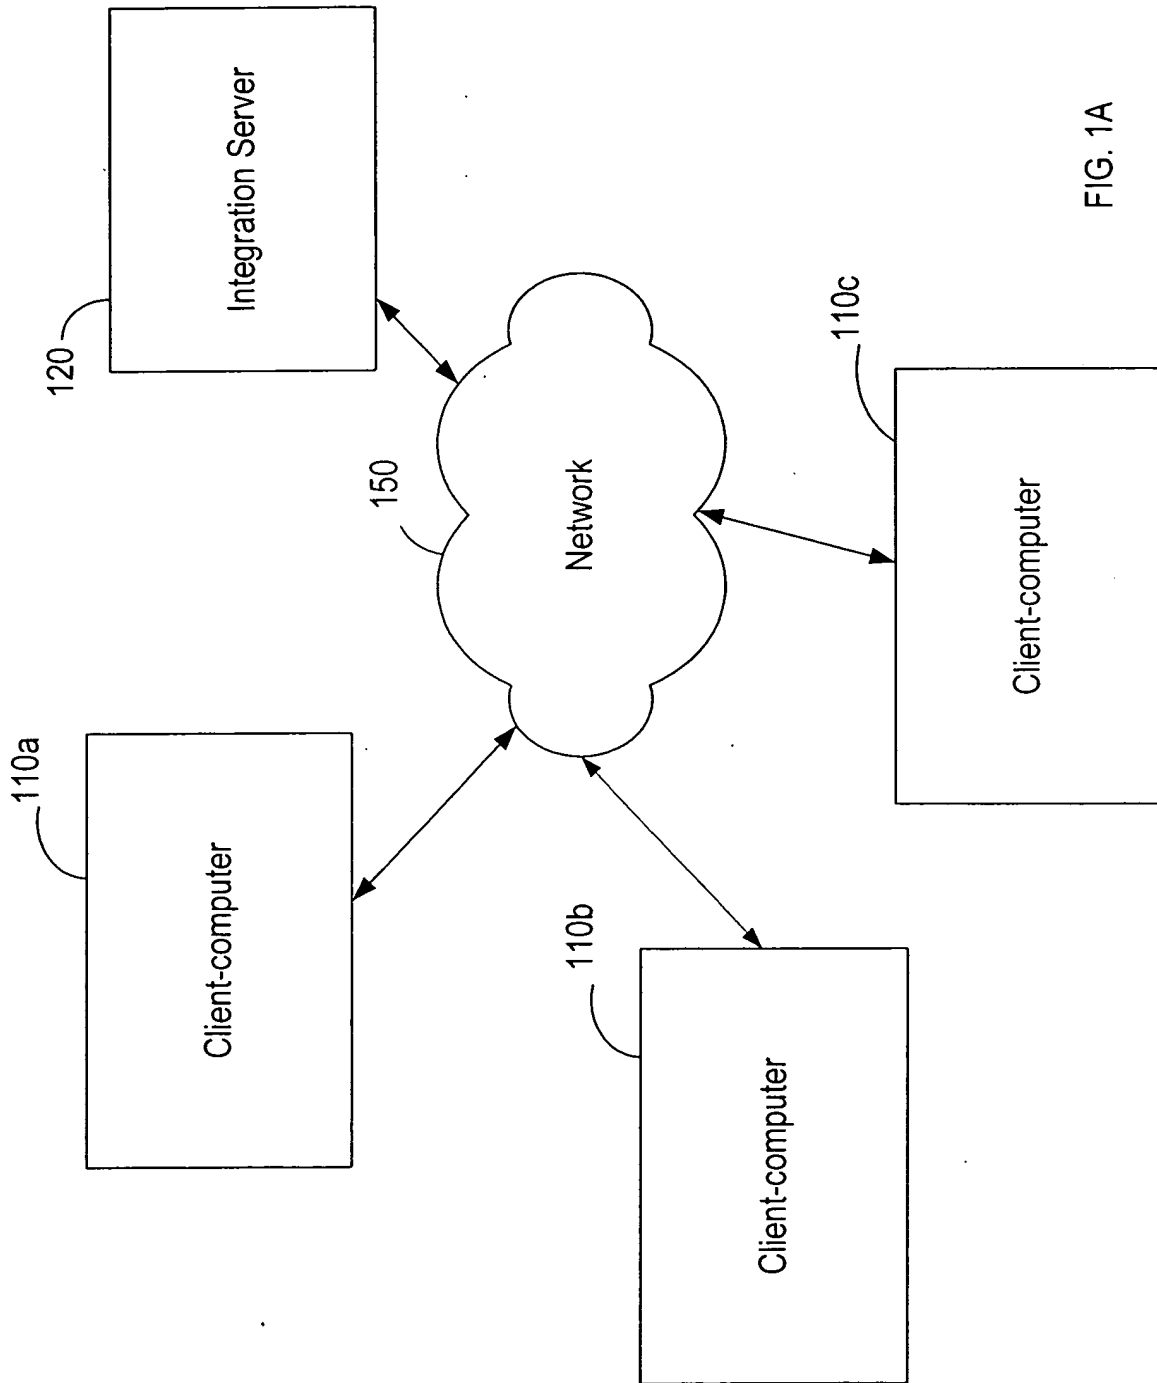 110a
Client-computer
120
Integration Server
150
Network
110b
Client-computer
110c
Client-computer
FIG. 1A